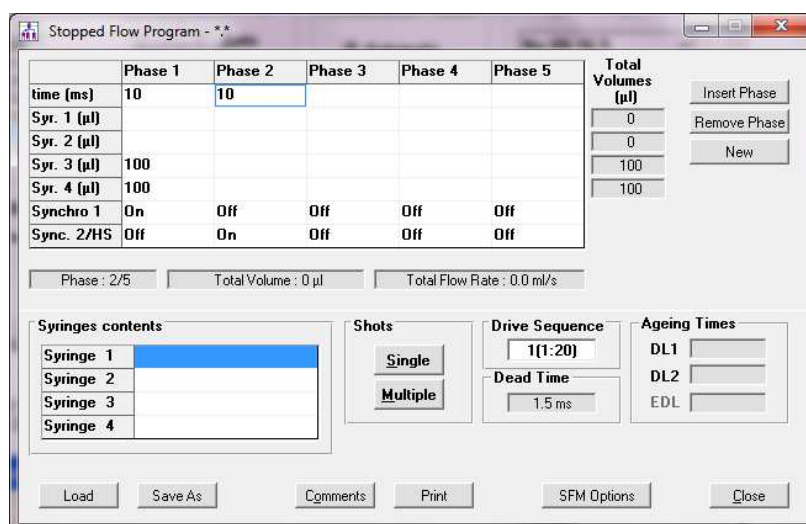 Stopped Flow Program - *.*
Phase 1 Phase 2 Phase 3 Phase 4 Phase 5 Total Volumes (µl)
time (ms) 10 10
Syr. 1 (µl) 0
Syr. 2 (µl) 0
Syr. 3 (µl) 100 100
Syr. 4 (µl) 100 100
Synchro 1 On Off Off Off Off
Sync. 2/HS Off On Off Off Off
Insert Phase
Remove Phase
New
Phase : 2/5 Total Volume : 0 µl Total Flow Rate : 0.0 ml/s
Syringes contents
Syringe 1
Syringe 2
Syringe 3
Syringe 4
Shots
Single
Multiple
Drive Sequence
1(1:20)
Dead Time
1.5 ms
Ageing Times
DL1
DL2
EDL
Load Save As Comments Print SFM Options Close